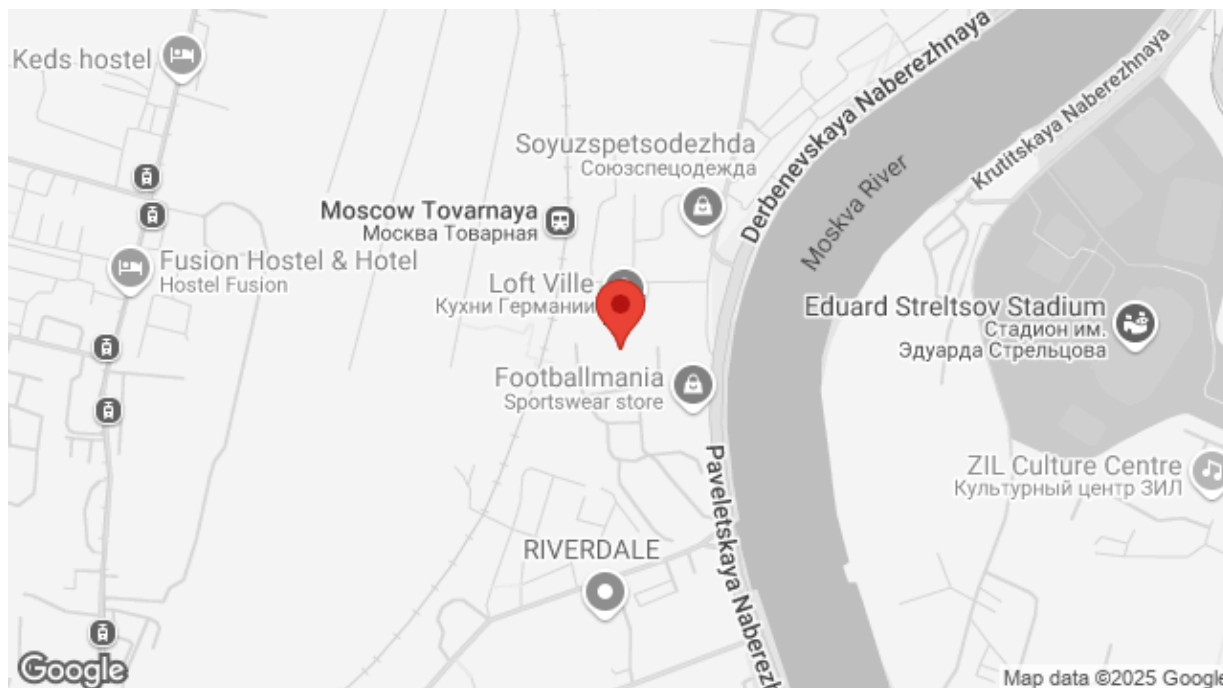 Keds hostel
Derbenevskaya Naberezhnaya
Krutitskaya Naberezhnaya
Soyuzspetsodezhda
Союзспецодежда
Moskva River
Moscow Tovarnaya
Москва Товарная
Fusion Hostel & Hotel
Hostel Fusion
Loft Ville
Кухни Германии
Eduard Streltsov Stadium
Стадион им.
Эдуарда Стрельцова
Footballmania
Sportswear store
ZIL Culture Centre
Культурный центр ЗИЛ
Paveletskaya Naberezh
RIVERDALE
Google
Map data ©2025 Google